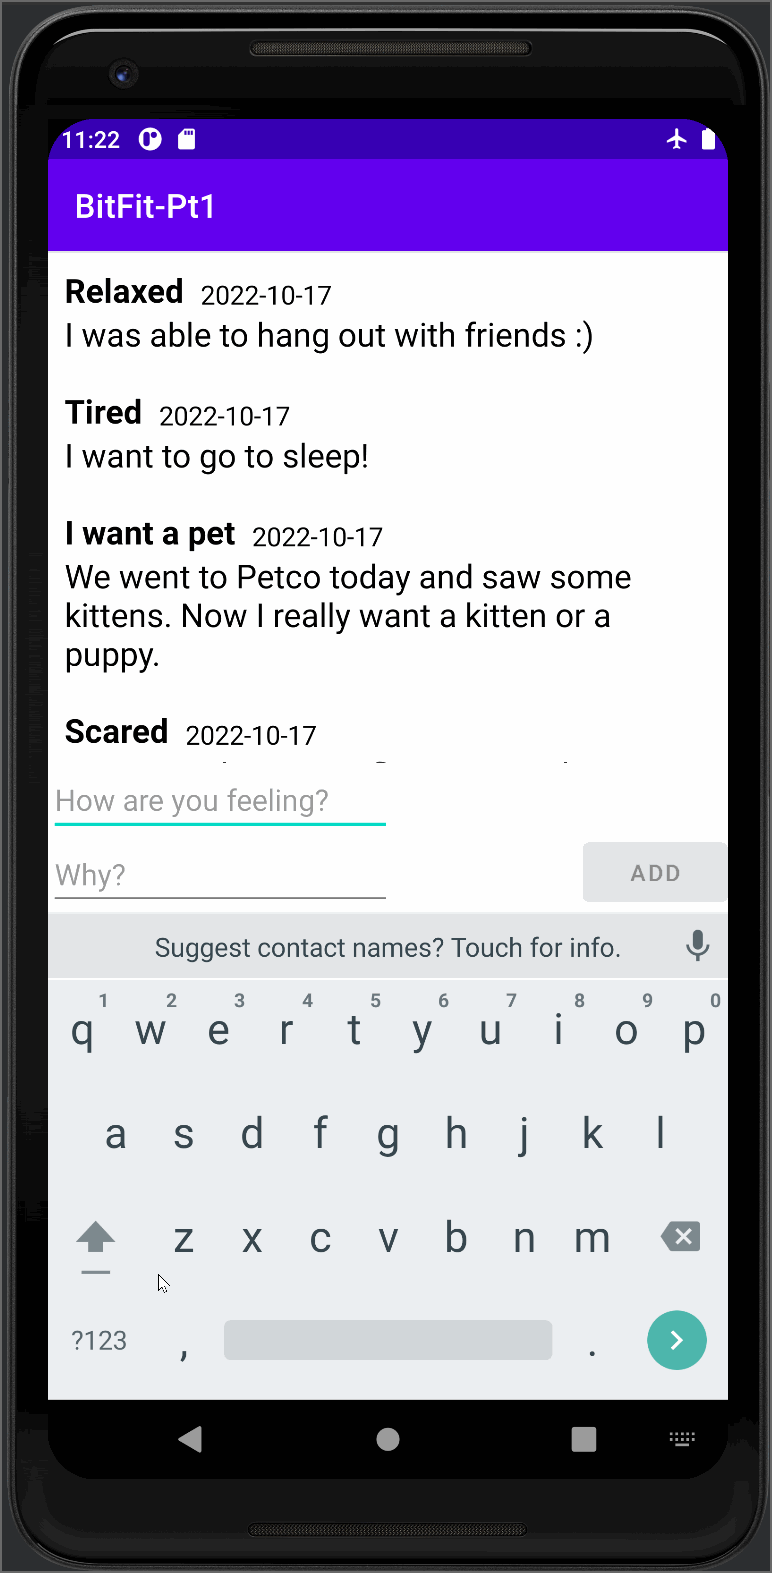 11:22
BitFit-Pt1
Relaxed 2022-10-17
I was able to hang out with friends :)
Tired 2022-10-17
I want to go to sleep!
I want a pet 2022-10-17
We went to Petco today and saw some
kittens. Now I really want a kitten or a
puppy.
Scared 2022-10-17
How are you feeling?
Why?
ADD
Suggest contact names? Touch for info.
1 2 3 4 5 6 7 8 9 0
q w e r t y u i o p
a s d f g h j k l
z x c v b n m
?123 , .